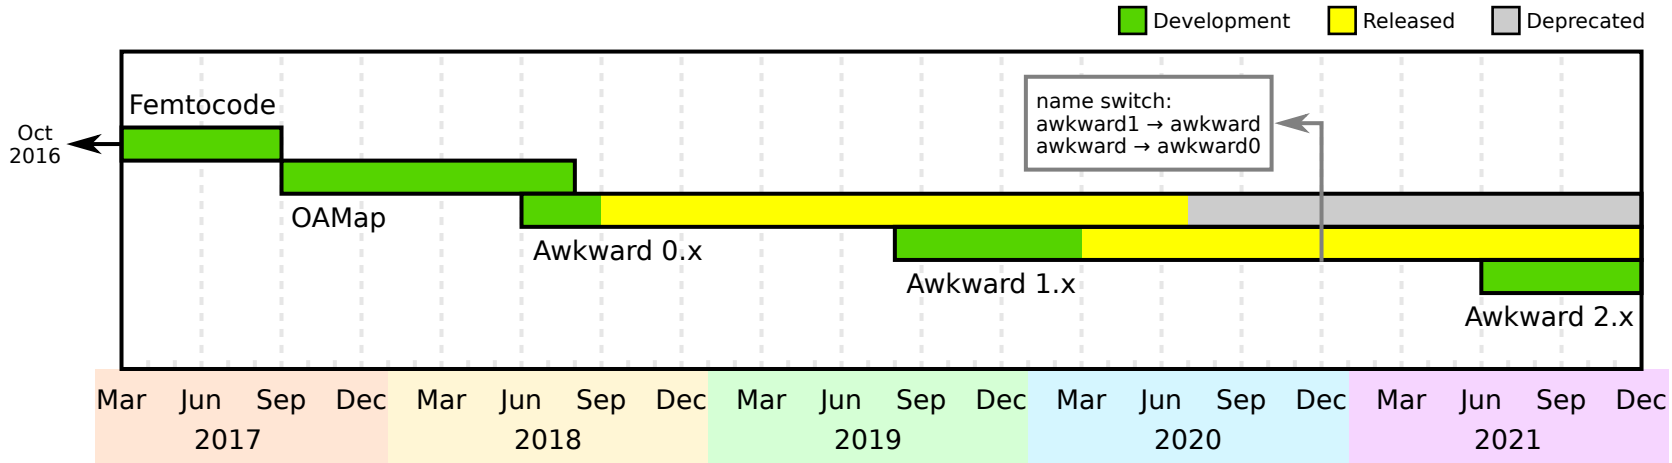 Development Released Deprecated
Femtocode
Oct
2016
name switch:
awkward1 → awkward
awkward → awkward0
OAMap
Awkward 0.x
Awkward 1.x
Awkward 2.x
Mar Jun Sep Dec Mar Jun Sep Dec Mar Jun Sep Dec Mar Jun Sep Dec Mar Jun Sep Dec
2017 2018 2019 2020 2021